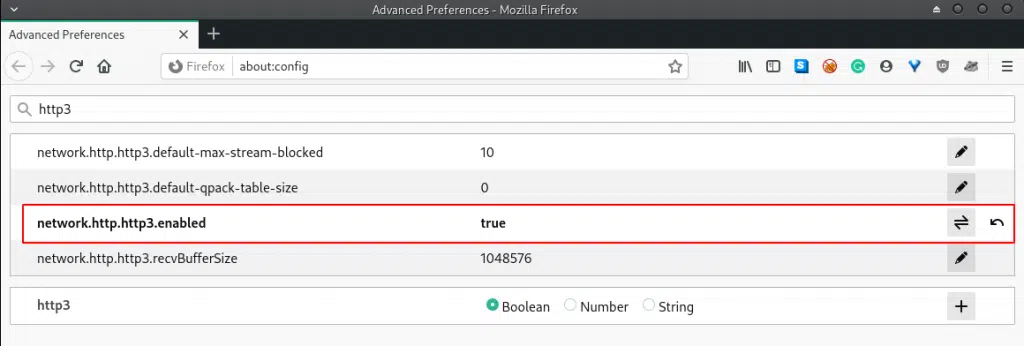 Advanced Preferences - Mozilla Firefox
Advanced Preferences
Firefox about:config
http3
network.http.http3.default-max-stream-blocked 10
network.http.http3.default-qpack-table-size 0
network.http.http3.enabled true
network.http.http3.recvBufferSize 1048576
http3 Boolean Number String